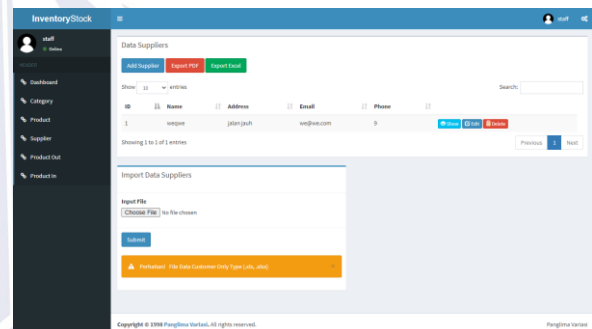 InventoryStock
staff
staff
Online
HEADER
Dashboard
Category
Product
Supplier
Product Out
Product In
Data Suppliers
Add Supplier Export PDF Export Excel
Show 10 entries Search:
ID Name Address Email Phone
1 weqwe jalan jauh we@we.com 9 Show Edit Delete
Showing 1 to 1 of 1 entries Previous 1 Next
Import Data Suppliers
Input File
Choose File No file chosen
Submit
Perhatian! File Data Customer Only Type (.xls, .xlsx)
Copyright © 1998 Panglima Variasi. All rights reserved. Panglima Variasi